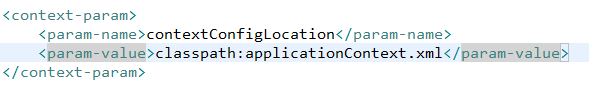 <context-param>
<param-name>contextConfigLocation</param-name>
<param-value>classpath:applicationContext.xml</param-value>
</context-param>